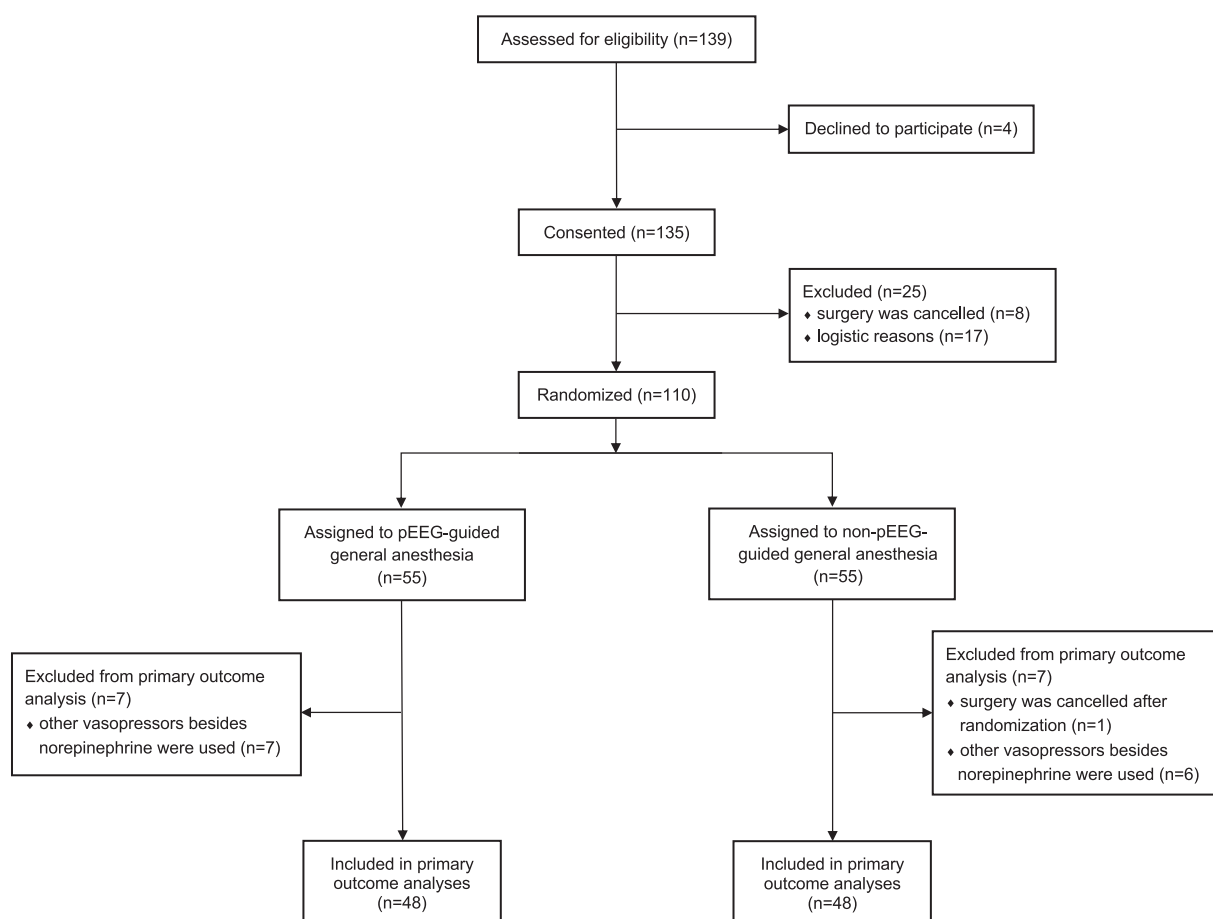 Assessed for eligibility (n=139)
Declined to participate (n=4)
Consented (n=135)
Excluded (n=25)
♦ surgery was cancelled (n=8)
♦ logistic reasons (n=17)
Randomized (n=110)
Assigned to pEEG-guided
general anesthesia
(n=55)
Assigned to non-pEEG-
guided general anesthesia
(n=55)
Excluded from primary outcome
analysis (n=7)
♦ other vasopressors besides
norepinephrine were used (n=7)
Excluded from primary outcome
analysis (n=7)
♦ surgery was cancelled after
randomization (n=1)
♦ other vasopressors besides
norepinephrine were used (n=6)
Included in primary
outcome analyses
(n=48)
Included in primary
outcome analyses
(n=48)